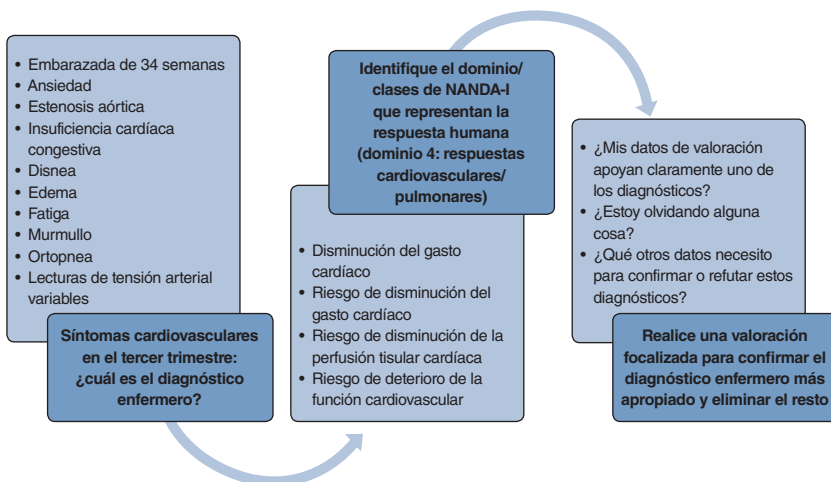 • Embarazada de 34 semanas
• Ansiedad
• Estenosis aórtica
• Insuficiencia cardíaca
congestiva
• Disnea
• Edema
• Fatiga
• Murmullo
• Ortopnea
• Lecturas de tensión arterial
variables
Síntomas cardiovasculares
en el tercer trimestre:
¿cuál es el diagnóstico
enfermero?
Identifique el dominio/
clases de NANDA-I
que representan la
respuesta humana
(dominio 4: respuestas
cardiovasculares/
pulmonares)
• Disminución del gasto
cardíaco
• Riesgo de disminución del
gasto cardíaco
• Riesgo de disminución de la
perfusión tisular cardíaca
• Riesgo de deterioro de la
función cardiovascular
• ¿Mis datos de valoración
apoyan claramente uno de
los diagnósticos?
• ¿Estoy olvidando alguna
cosa?
• ¿Qué otros datos necesito
para confirmar o refutar estos
diagnósticos?
Realice una valoración
focalizada para confirmar el
diagnóstico enfermero más
apropiado y eliminar el resto